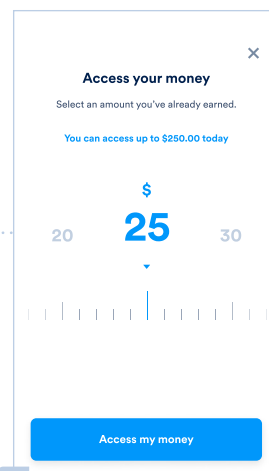 Access your money
Select an amount you've already earned.
You can access up to $250.00 today
$
20 25 30
Access my money